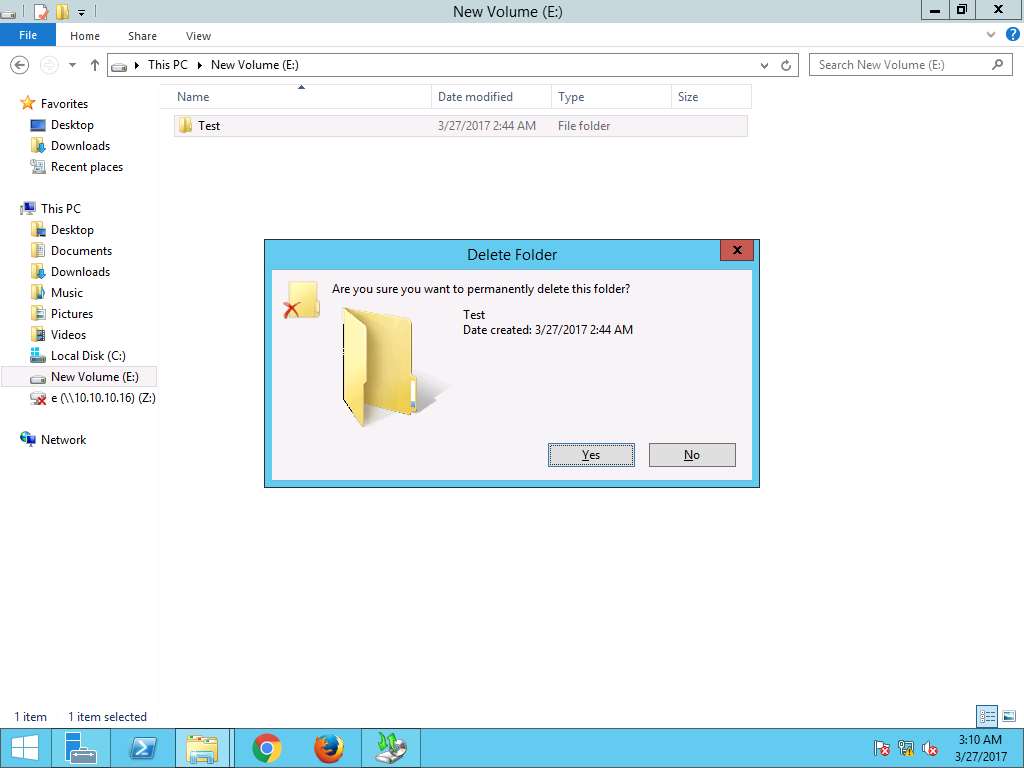 New Volume (E:)
File Home Share View
This PC New Volume (E:) Search New Volume (E:)
Name Date modified Type Size
Test 3/27/2017 2:44 AM File folder
Favorites
Desktop
Downloads
Recent places
This PC
Desktop
Documents
Downloads
Music
Pictures
Videos
Local Disk (C:)
New Volume (E:)
e (\\10.10.10.16) (Z:)
Network
Delete Folder
Are you sure you want to permanently delete this folder?
Test
Date created: 3/27/2017 2:44 AM
Yes No
1 item 1 item selected
3:10 AM
3/27/2017